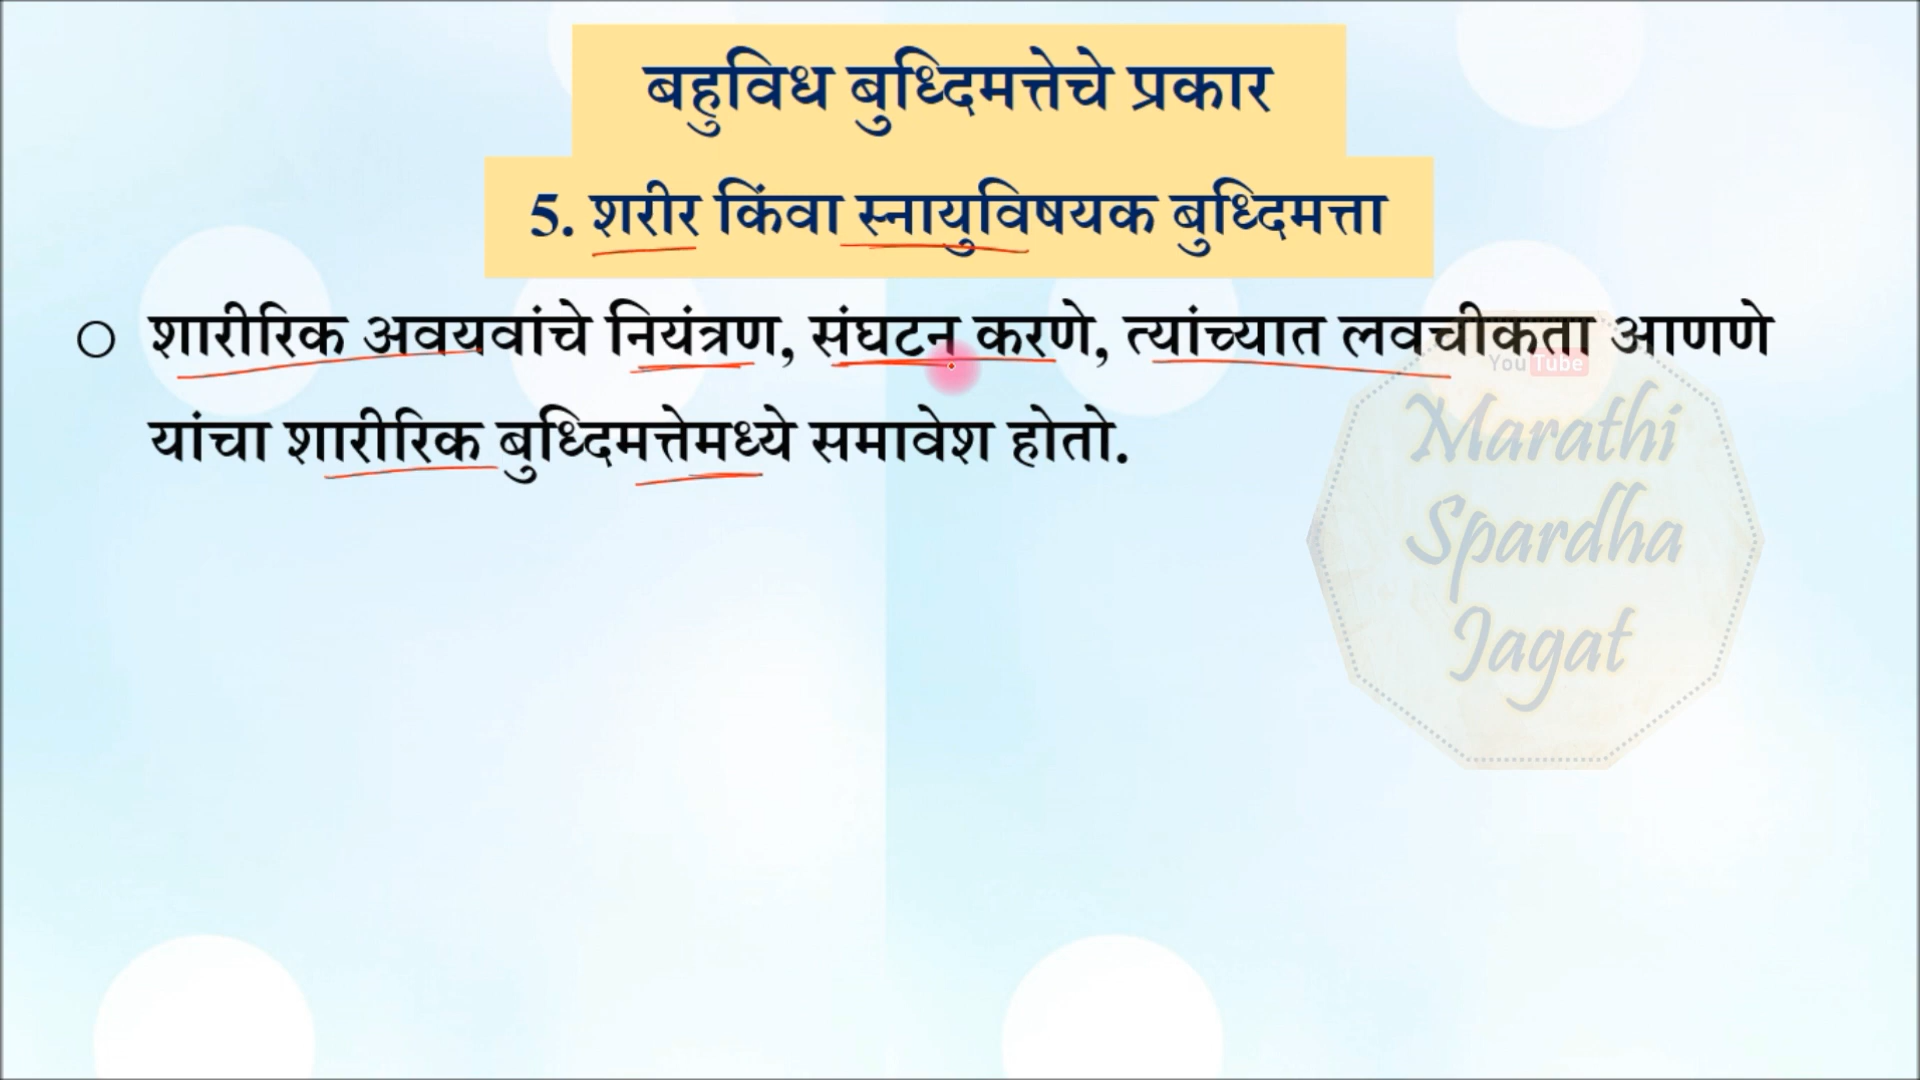 बहुविध बुध्दिमत्तेचे प्रकार
5. शरीर किंवा स्नायुविषयक बुध्दिमत्ता
शारीरिक अवयवांचे नियंत्रण, संघटन करणे, त्यांच्यात लवचीकता आणणे
यांचा शारीरिक बुध्दिमत्तेमध्ये समावेश होतो.
YouTube
Marathi
Spardha
Jagat